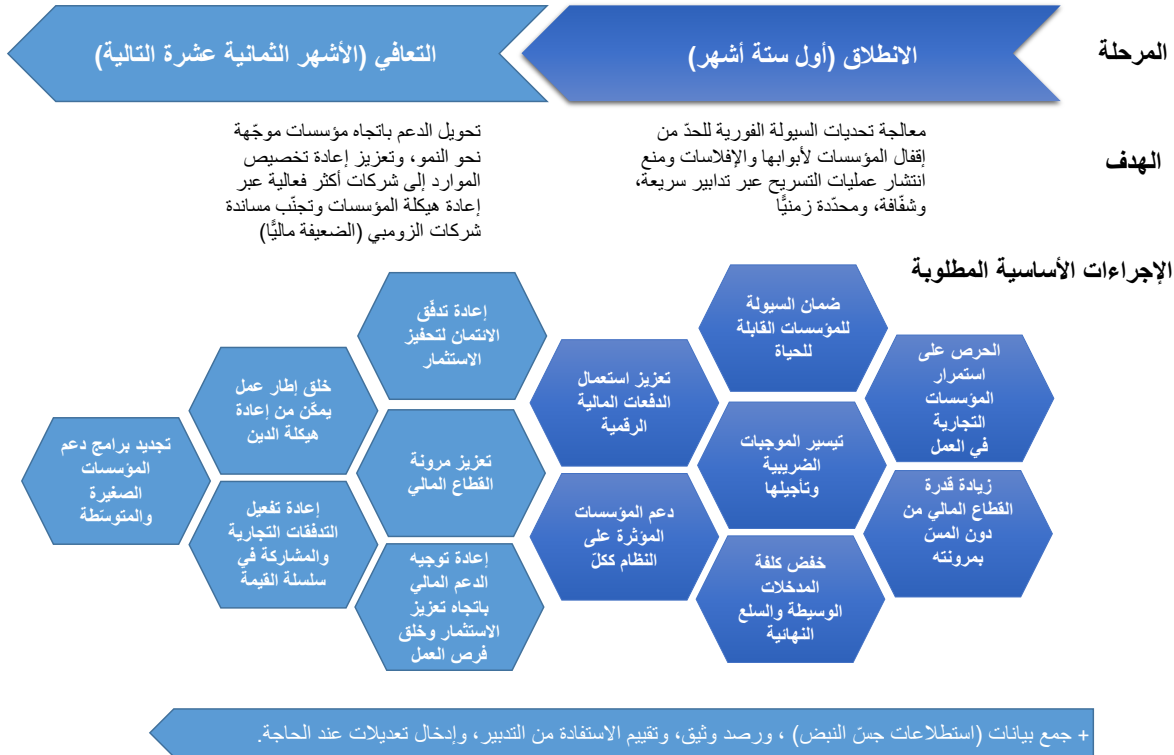 المرحلة
الانطلاق (أول ستة أشهر)
التعافي (الأشهر الثمانية عشرة التالية)
الهدف
معالجة تحديات السيولة الفورية للحدّ من
إقفال المؤسسات لأبوابها والإفلاسات ومنع
انتشار عمليات التسريح عبر تدابير سريعة،
وشفّافة، ومحدّدة زمنيًّا
تحويل الدعم باتجاه مؤسسات موجّهة
نحو النمو، وتعزيز إعادة تخصيص
الموارد إلى شركات أكثر فعالية عبر
إعادة هيكلة المؤسسات وتجنّب مساندة
شركات الزومبي (الضعيفة ماليًّا)
الإجراءات الأساسية المطلوبة
الحرص على
استمرار
المؤسسات
التجارية
في العمل
زيادة قدرة
القطاع المالي من
دون المسّ
بمرونته
ضمان السيولة
للمؤسسات القابلة
للحياة
تيسير الموجبات
الضريبية
وتأجيلها
خفض كلفة
المدخلات
الوسيطة والسلع
النهائية
تعزيز استعمال
الدفعات المالية
الرقمية
دعم المؤسسات
المؤثرة على
النظام ككلّ
إعادة تدفّق
الائتمان لتحفيز
الاستثمار
تعزيز مرونة
القطاع المالي
إعادة توجيه
الدعم المالي
باتجاه تعزيز
الاستثمار وخلق
فرص العمل
خلق إطار عمل
يمكّن من إعادة
هيكلة الدين
إعادة تفعيل
التدفقات التجارية
والمشاركة في
سلسلة القيمة
تجديد برامج دعم
المؤسسات
الصغيرة
والمتوسّطة
+ جمع بيانات (استطلاعات جسّ النبض) ، ورصد وثيق، وتقييم الاستفادة من التدبير، وإدخال تعديلات عند الحاجة.